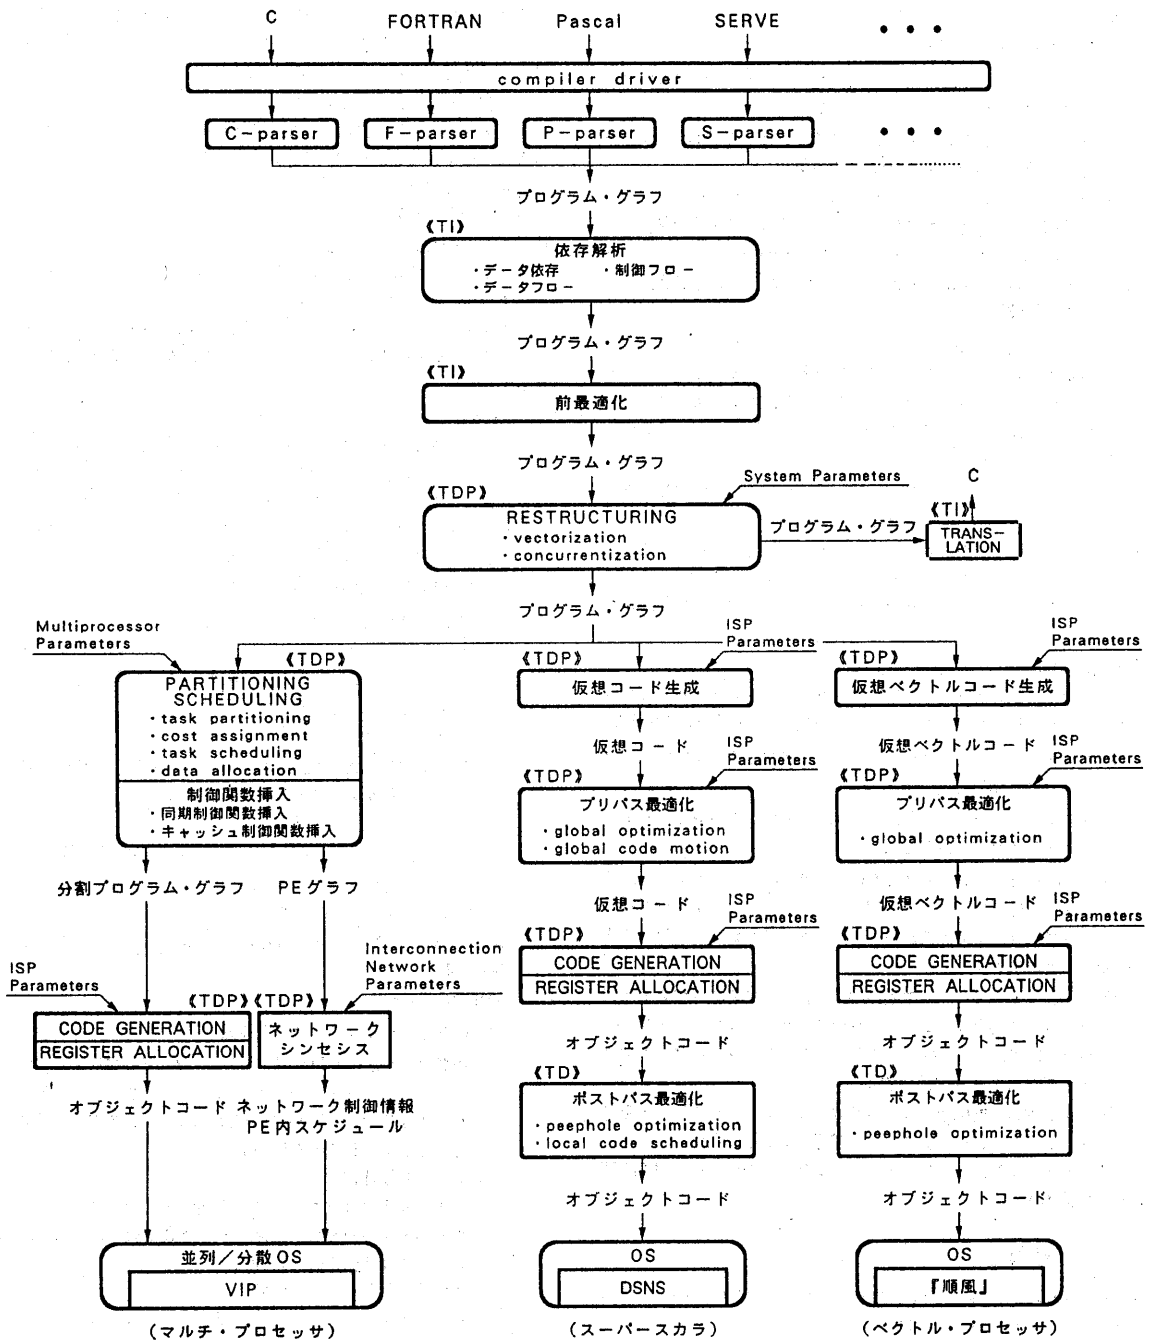 C FORTRAN Pascal SERVE • • •
compiler driver
C-parser F-parser P-parser S-parser • • •
プログラム・グラフ
《TI》
依存解析
・データ依存 ・制御フロー
・データフロー
プログラム・グラフ
《TI》
前最適化
プログラム・グラフ
《TDP》
System Parameters
RESTRUCTURING
・vectorization
・concurrentization
プログラム・グラフ
C
《TI》
TRANS-
LATION
プログラム・グラフ
Multiprocessor
Parameters
《TDP》
PARTITIONING
SCHEDULING
・task partitioning
・cost assignment
・task scheduling
・data allocation
制御関数挿入
・同期制御関数挿入
・キャッシュ制御関数挿入
分割プログラム・グラフ PEグラフ
ISP
Parameters
《TDP》
CODE GENERATION
REGISTER ALLOCATION
Interconnection
Network
Parameters
《TDP》
ネットワーク
シンセシス
オブジェクトコード
ネットワーク制御情報
PE内スケジュール
並列/分散OS
VIP
(マルチ・プロセッサ)
ISP
Parameters
《TDP》
仮想コード生成
仮想コード
ISP
Parameters
《TDP》
プリパス最適化
・global optimization
・global code motion
仮想コード
ISP
Parameters
《TDP》
CODE GENERATION
REGISTER ALLOCATION
オブジェクトコード
《TD》
ポストパス最適化
・peephole optimization
・local code scheduling
オブジェクトコード
OS
DSNS
(スーパースカラ)
ISP
Parameters
《TDP》
仮想ベクトルコード生成
仮想ベクトルコード
ISP
Parameters
《TDP》
プリパス最適化
・global optimization
仮想ベクトルコード
ISP
Parameters
《TDP》
CODE GENERATION
REGISTER ALLOCATION
オブジェクトコード
《TD》
ポストパス最適化
・peephole optimization
オブジェクトコード
OS
『順風』
(ベクトル・プロセッサ)